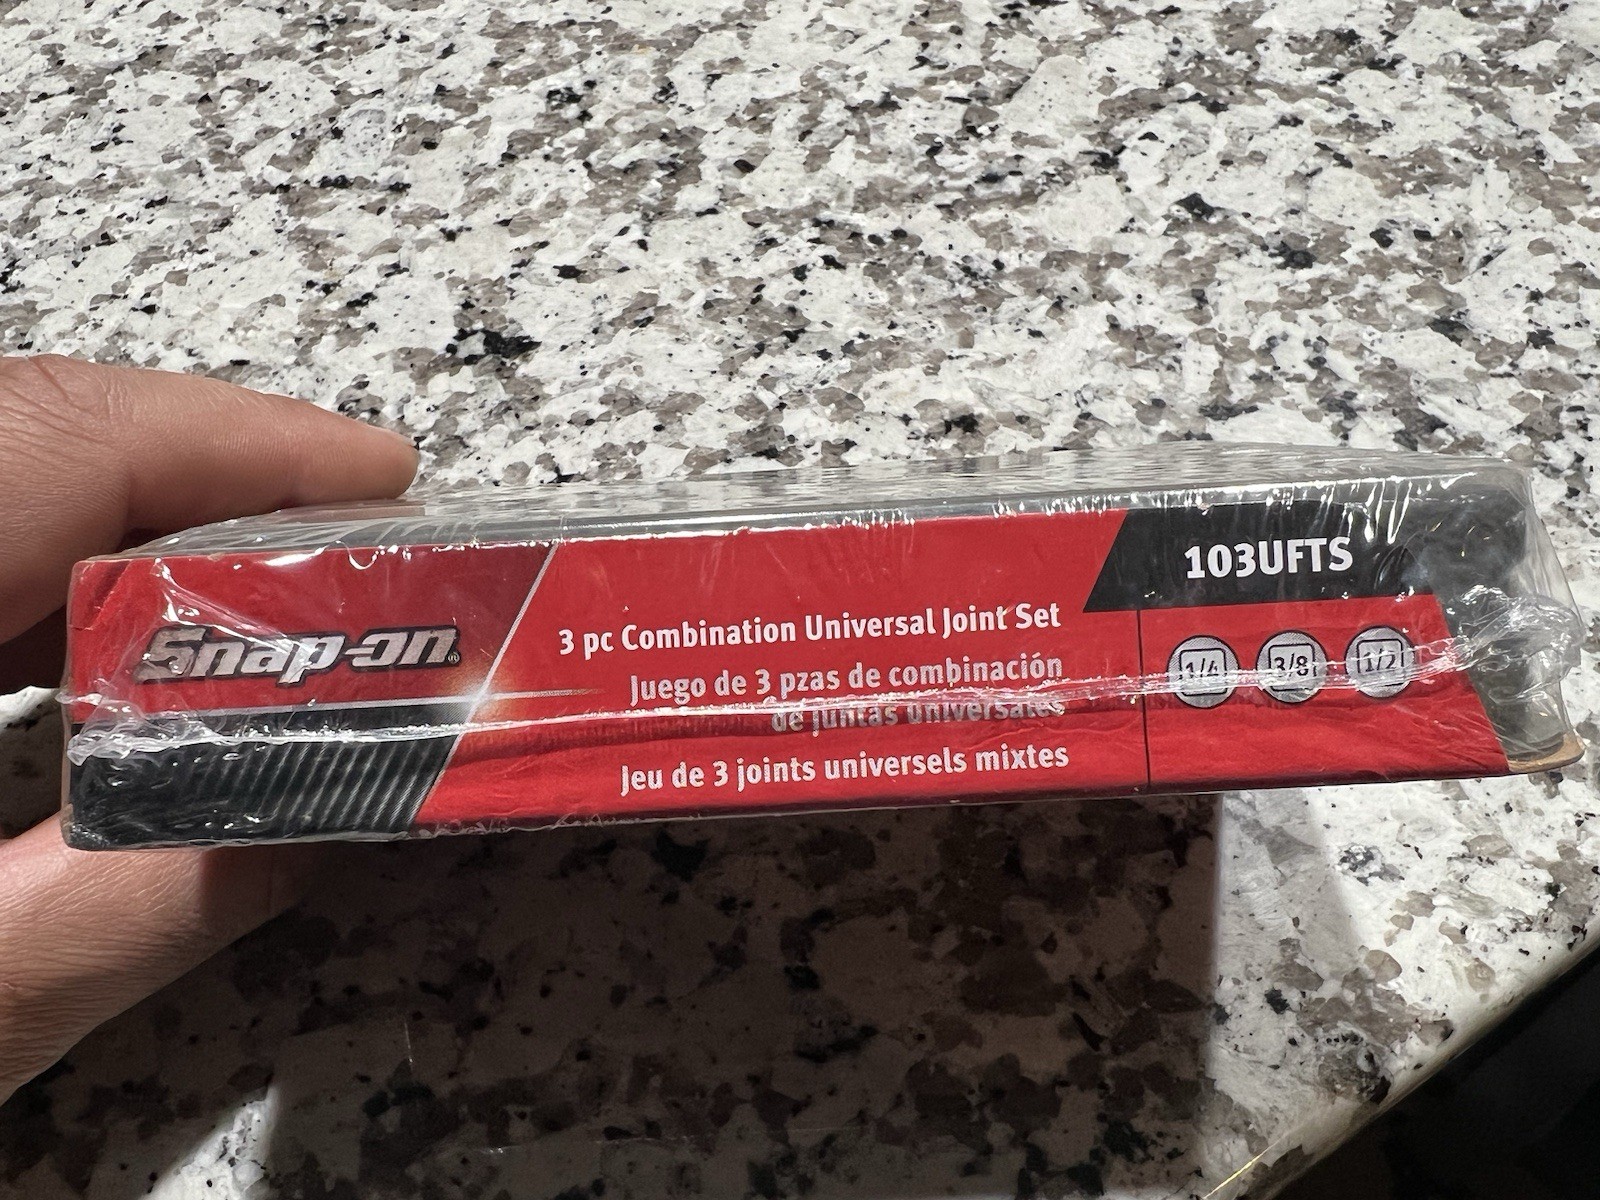 Snap-on®
3 pc Combination Universal Joint Set
Juego de 3 pzas de combinación
de juntas universales
Jeu de 3 joints universels mixtes
103UFTS
1/4 3/8 1/2